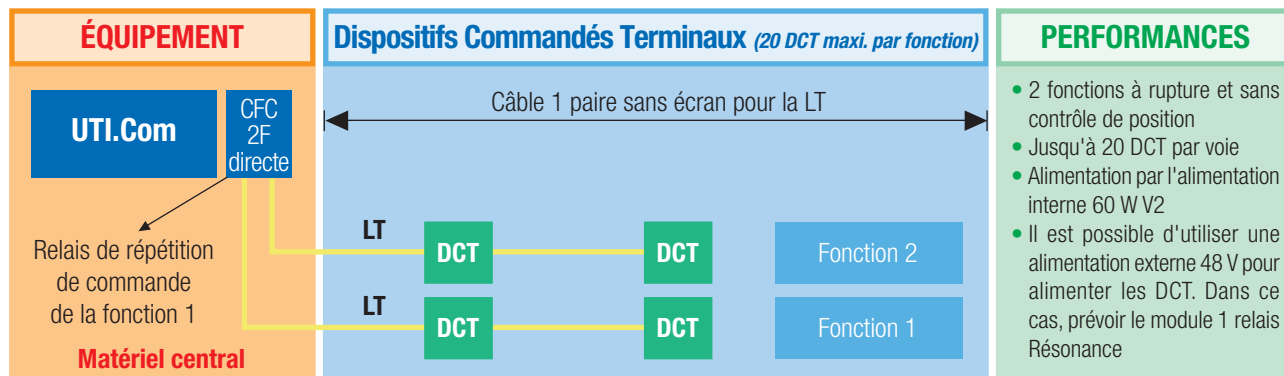 ÉQUIPEMENT
UTI.Com
CFC
2F
directe
Relais de répétition
de commande
de la fonction 1
Matériel central
Dispositifs Commandés Terminaux (20 DCT maxi. par fonction)
Câble 1 paire sans écran pour la LT
LT
DCT
DCT
Fonction 2
LT
DCT
DCT
Fonction 1
PERFORMANCES
• 2 fonctions à rupture et sans
contrôle de position
• Jusqu'à 20 DCT par voie
• Alimentation par l'alimentation
interne 60 W V2
• Il est possible d'utiliser une
alimentation externe 48 V pour
alimenter les DCT. Dans ce
cas, prévoir le module 1 relais
Résonance